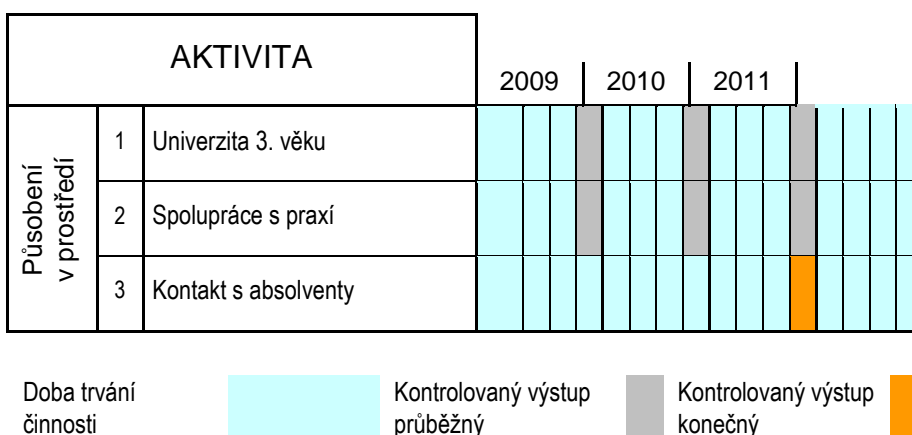 AKTIVITA
2009 2010 2011
Působení
v prostředí
1 Univerzita 3. věku
2 Spolupráce s praxí
3 Kontakt s absolventy
Doba trvání
činnosti
Kontrolovaný výstup
průběžný
Kontrolovaný výstup
konečný